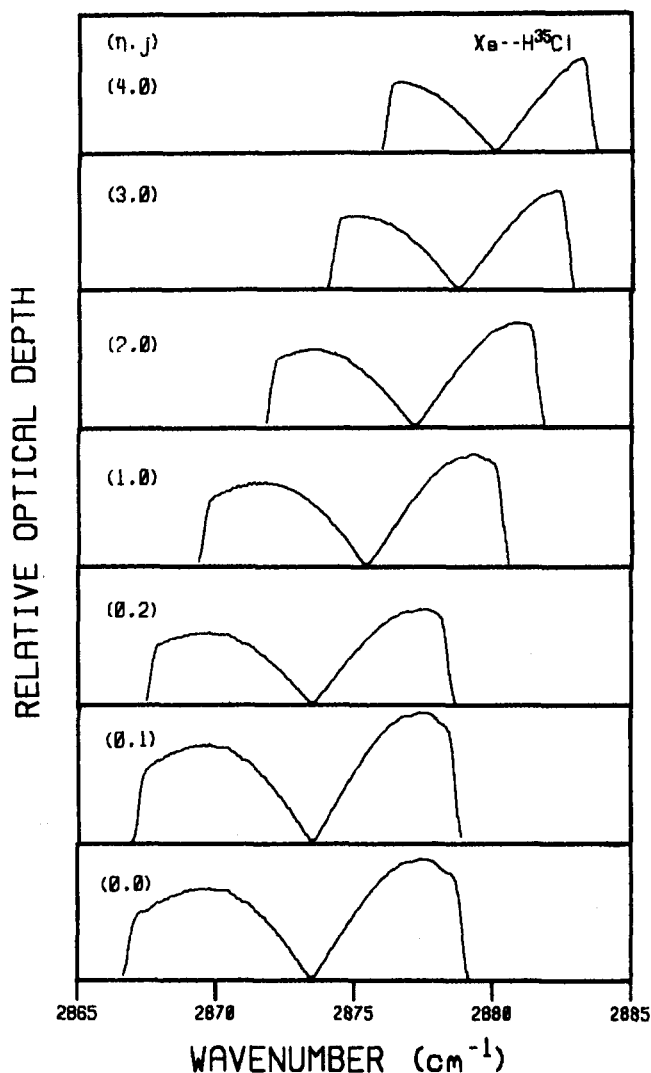 (n.j) Xe--H³⁵Cl
(4.0)
(3.0)
(2.0)
(1.0)
(0.2)
(0.1)
(0.0)
2865 2870 2875 2880 2885
RELATIVE OPTICAL DEPTH
WAVENUMBER (cm⁻¹)